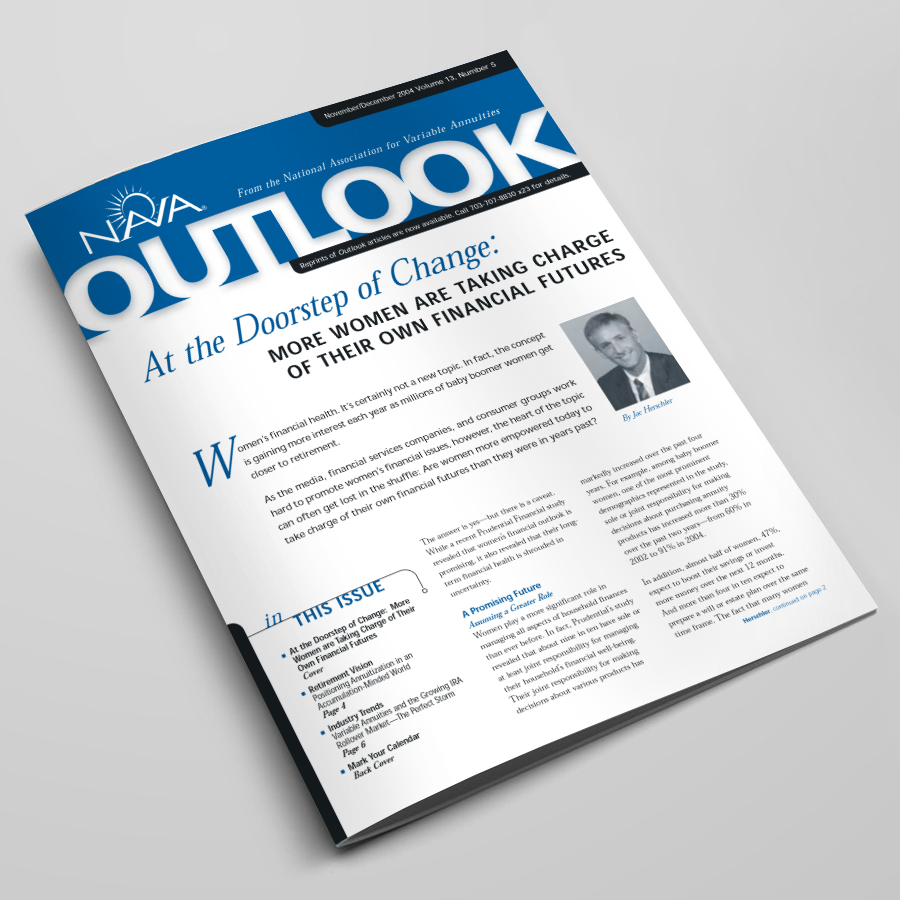 November/December 2004 Volume 13, Number 5
From the National Association for Variable Annuities
NAVA®
OUTLOOK
Reprints of Outlook articles are now available. Call 703-707-8830 x23 for details.
At the Doorstep of Change:
MORE WOMEN ARE TAKING CHARGE
OF THEIR OWN FINANCIAL FUTURES
Women's financial health. It's certainly not a new topic. In fact, the concept
is gaining more interest each year as millions of baby boomer women get
closer to retirement.
As the media, financial services companies, and consumer groups work
hard to promote women's financial issues, however, the heart of the topic
can often get lost in the shuffle: Are women more empowered today to
take charge of their own financial futures than they were in years past?
By Joe Herschler
The answer is yes—but there is a caveat.
While a recent Prudential Financial study
revealed that women's financial outlook is
promising, it also revealed that their long-
term financial health is shrouded in
uncertainty.
A Promising Future
Assuming a Greater Role
Women play a more significant role in
managing all aspects of household finances
than ever before. In fact, Prudential's study
revealed that about nine in ten have sole or
at least joint responsibility for managing
their household's financial well-being.
Their joint responsibility for making
decisions about various products has
markedly increased over the past four
years. For example, among baby boomer
women, one of the most prominent
demographics represented in the study,
sole or joint responsibility for making
decisions about purchasing annuity
products has increased more than 30%
over the past two years—from 60% in
2002 to 91% in 2004.
In addition, almost half of women, 47%,
expect to boost their savings or invest
more money over the next 12 months.
And more than four in ten expect to
prepare a will or estate plan over the same
time frame. The fact that many women
Herschler, continued on page 2
in THIS ISSUE
▪ At the Doorstep of Change: More
Women are Taking Charge of Their
Own Financial Futures
Cover
▪ Retirement Vision
Positioning Annuitization in an
Accumulation-Minded World
Page 4
▪ Industry Trends
Variable Annuities and the Growing IRA
Rollover Market—The Perfect Storm
Page 6
▪ Mark Your Calendar
Back Cover